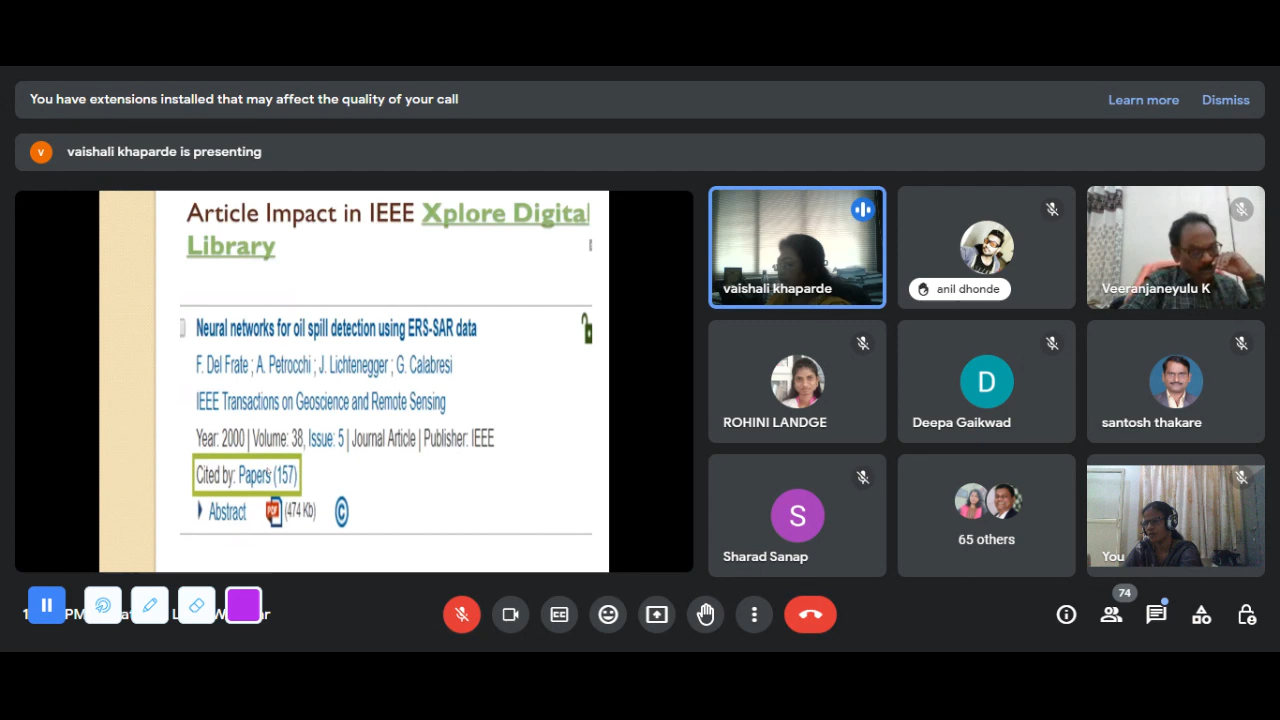 You have extensions installed that may affect the quality of your call
Learn more
Dismiss
V
vaishali khaparde is presenting
Article Impact in IEEE Xplore Digital
Library
Neural networks for oil spill detection using ERS-SAR data
F. Del Frate ; A. Petrocchi ; J. Lichtenegger ; G. Calabresi
IEEE Transactions on Geoscience and Remote Sensing
Year: 2000 | Volume: 38, Issue: 5 | Journal Article | Publisher: IEEE
Cited by: Papers (157)
Abstract
PDF
(474 Kb)
©
vaishali khaparde
anil dhonde
Veeranjaneyulu K
ROHINI LANDGE
D
Deepa Gaikwad
santosh thakare
S
Sharad Sanap
65 others
You
PM
74